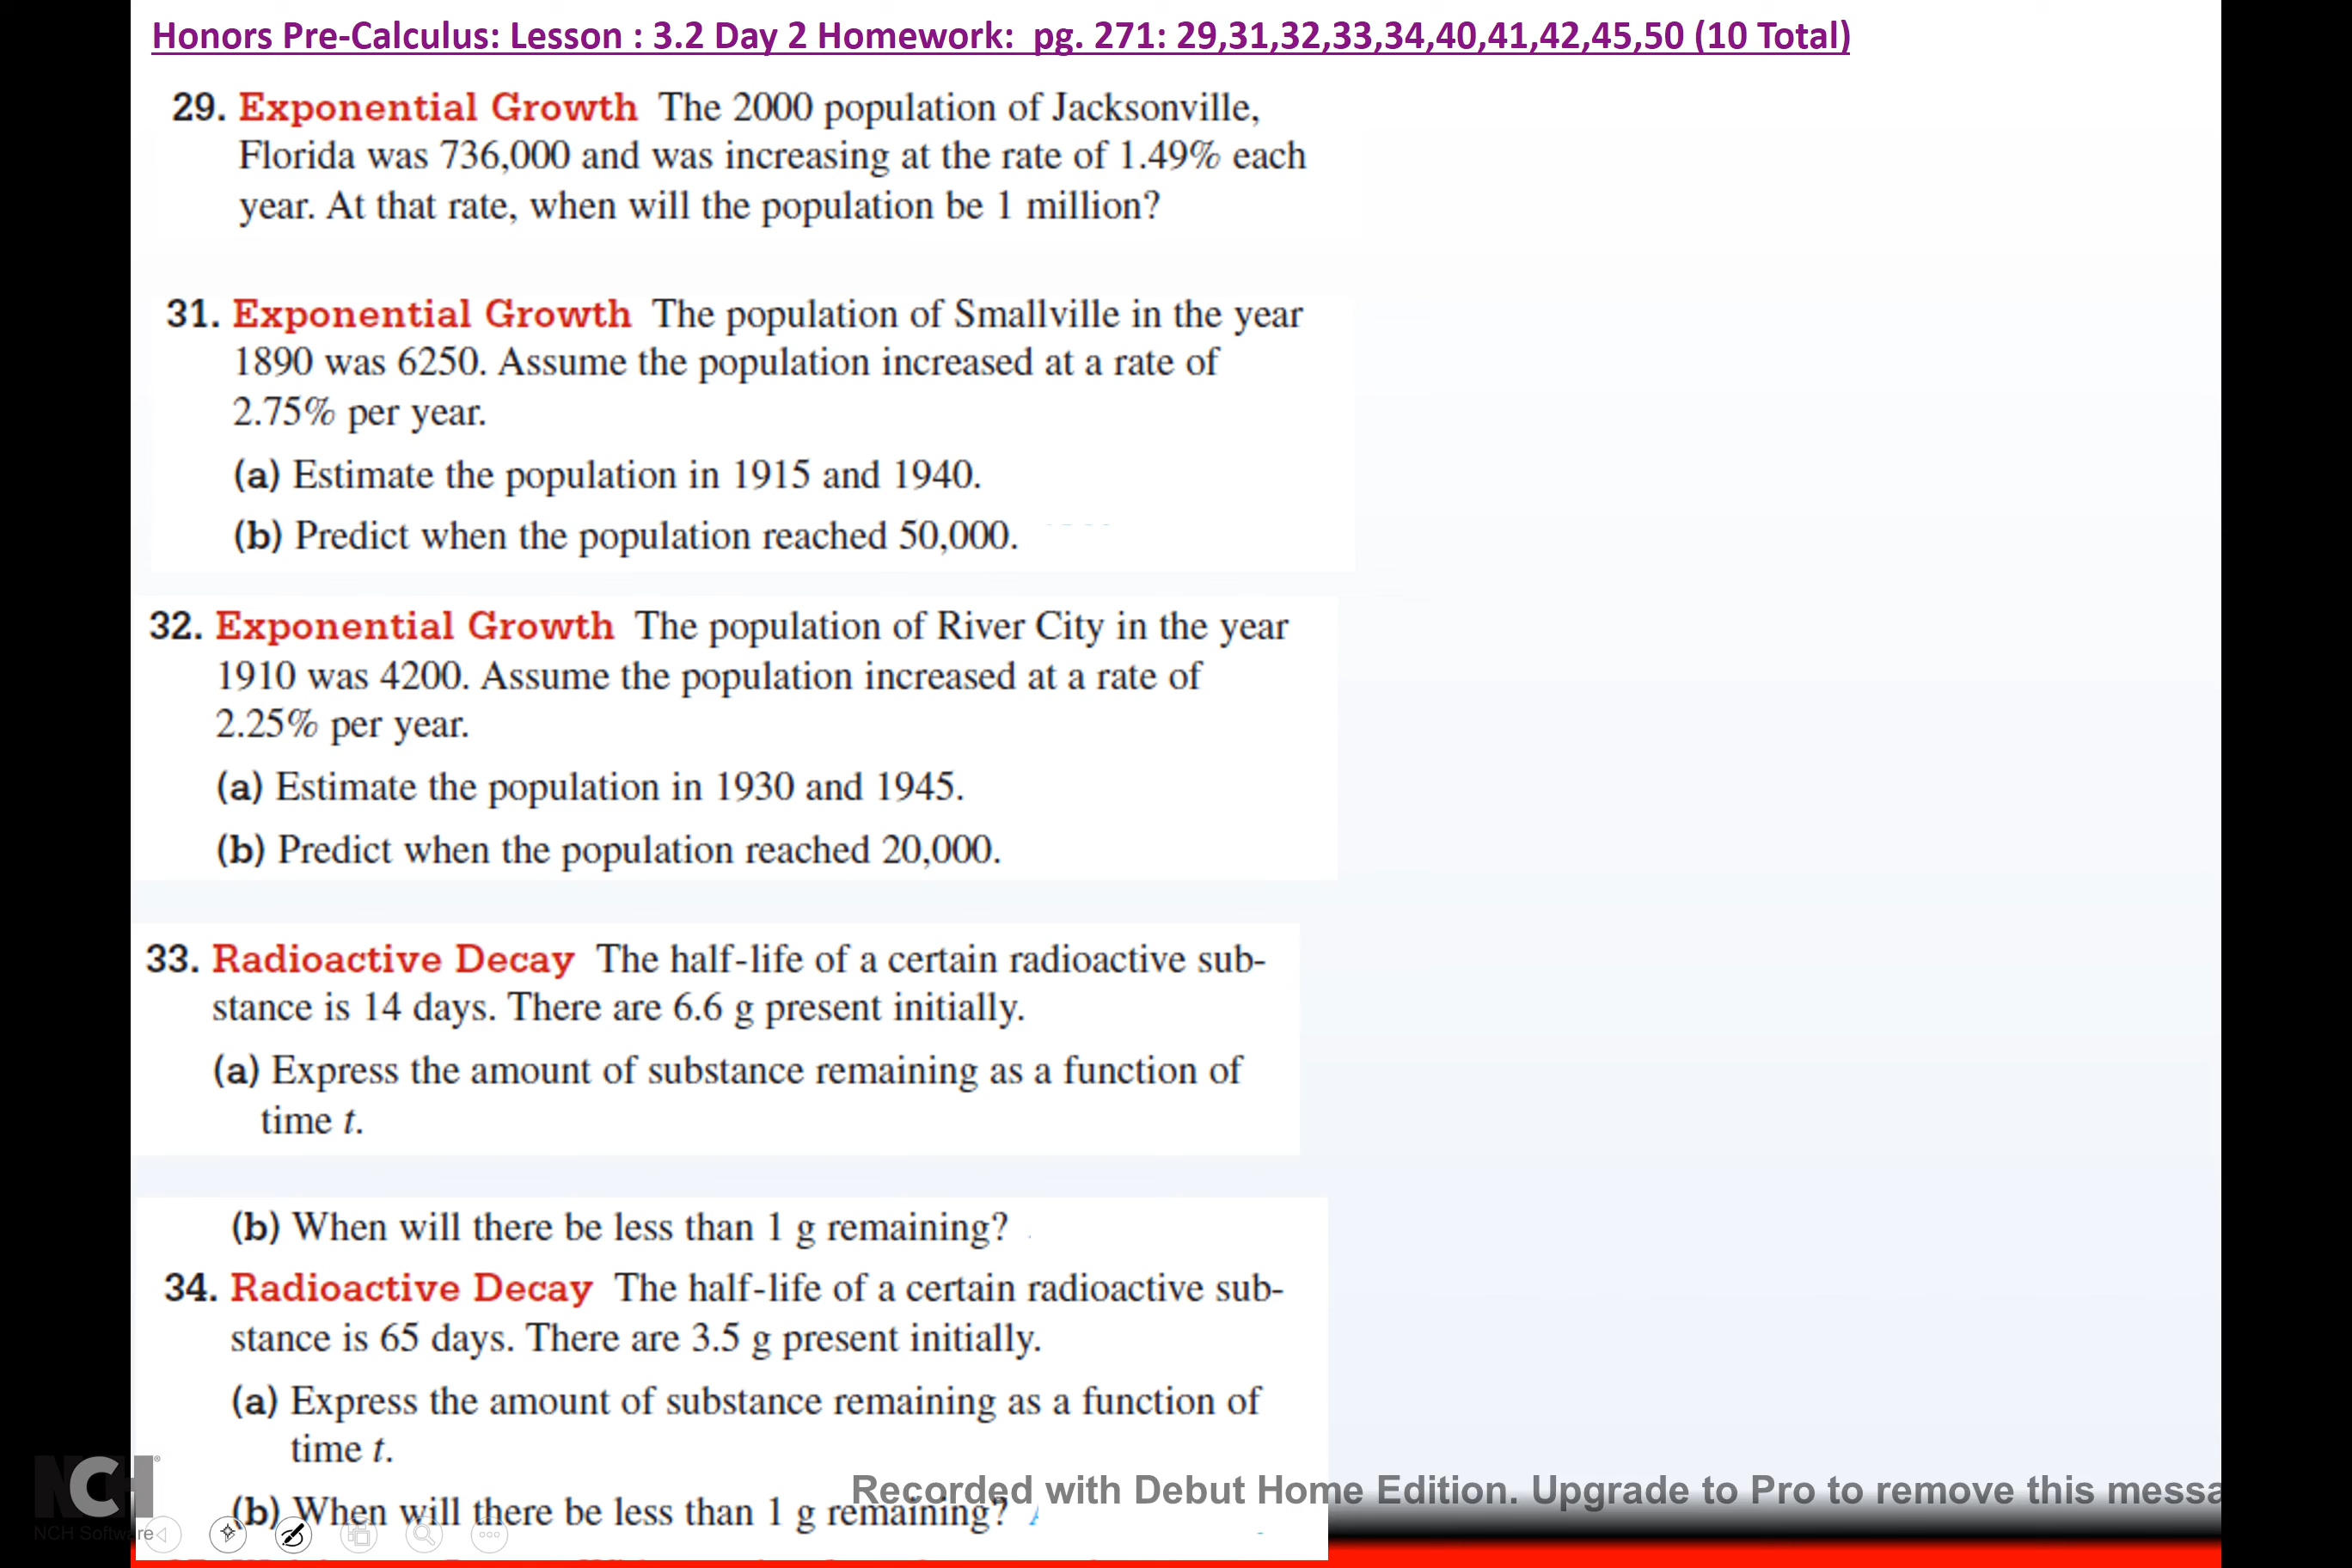 Honors Pre-Calculus: Lesson : 3.2 Day 2 Homework:  pg. 271: 29,31,32,33,34,40,41,42,45,50 (10 Total)
29. Exponential Growth The 2000 population of Jacksonville,
Florida was 736,000 and was increasing at the rate of 1.49% each
year. At that rate, when will the population be 1 million?
31. Exponential Growth The population of Smallville in the year
1890 was 6250. Assume the population increased at a rate of
2.75% per year.
(a) Estimate the population in 1915 and 1940.
(b) Predict when the population reached 50,000.
32. Exponential Growth The population of River City in the year
1910 was 4200. Assume the population increased at a rate of
2.25% per year.
(a) Estimate the population in 1930 and 1945.
(b) Predict when the population reached 20,000.
33. Radioactive Decay The half-life of a certain radioactive sub-
stance is 14 days. There are 6.6 g present initially.
(a) Express the amount of substance remaining as a function of
time t.
(b) When will there be less than 1 g remaining?
34. Radioactive Decay The half-life of a certain radioactive sub-
stance is 65 days. There are 3.5 g present initially.
(a) Express the amount of substance remaining as a function of
time t.
(b) When will there be less than 1 g remaining?
Recorded with Debut Home Edition. Upgrade to Pro to remove this messa
NCH®
NCH Software